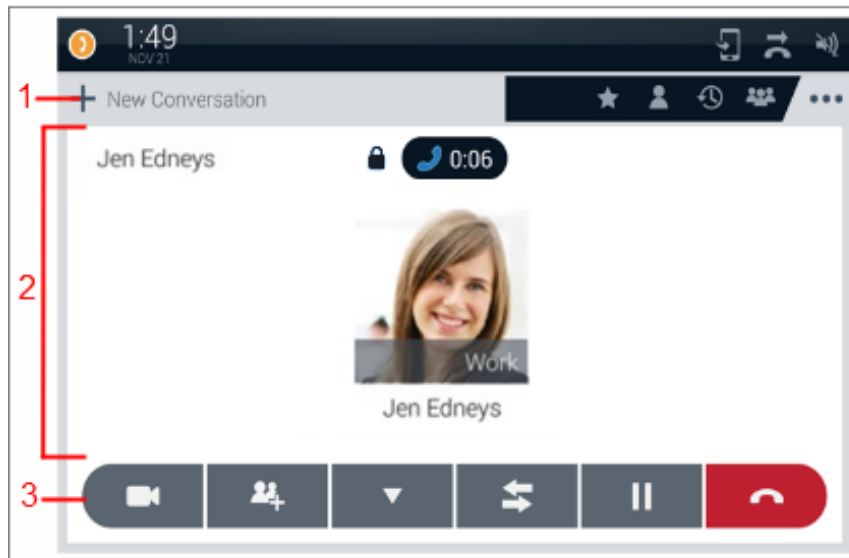 1:49
NOV 21
1
New Conversation
2
Jen Edneys
0:06
Work
Jen Edneys
3